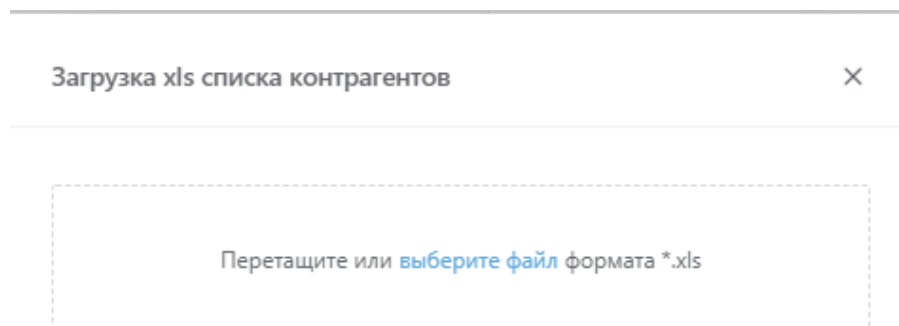 Загрузка xls списка контрагентов
Перетащите или выберите файл формата *.xls